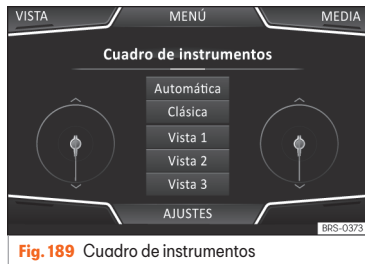 VISTA MENÚ MEDIA
Cuadro de instrumentos
Automática
Clásica
Vista 1
Vista 2
Vista 3
AJUSTES
BRS-0373
Fig. 189 Cuadro de instrumentos